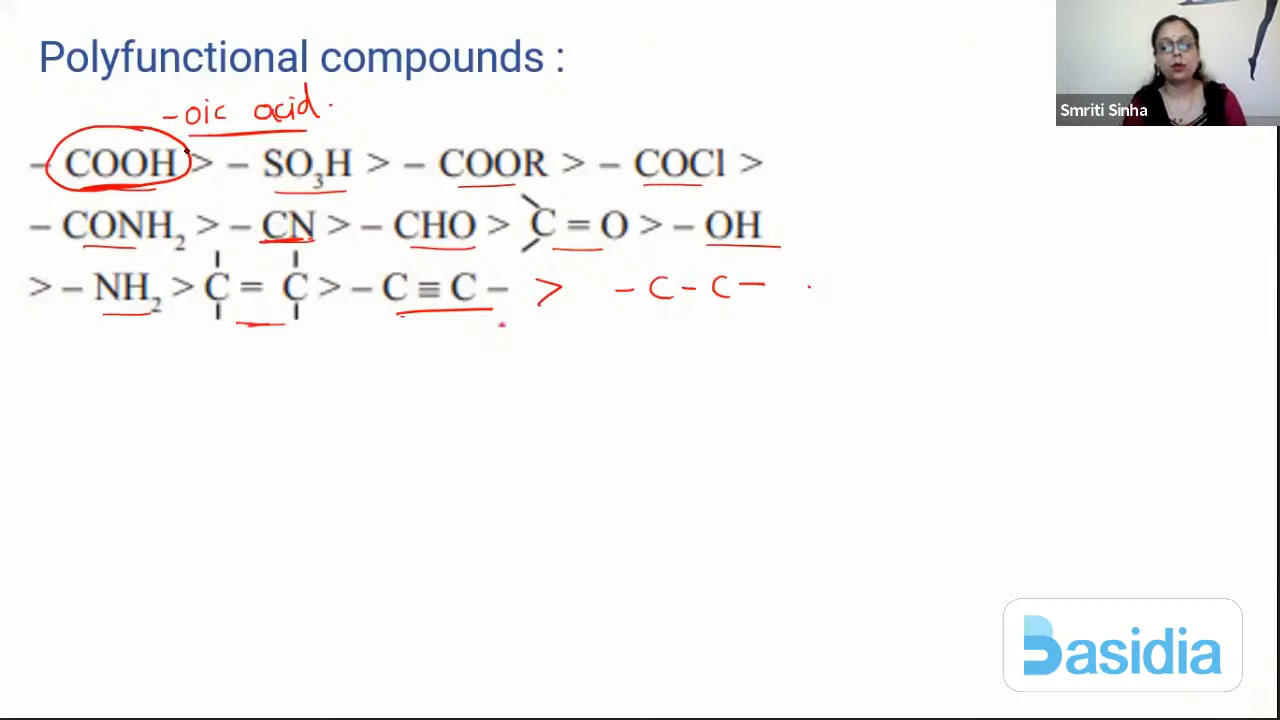 Polyfunctional compounds :
Smriti Sinha
-oic acid.
– COOH > – SO₃H > – COOR > – COCl >
– CONH₂ > – CN > – CHO > C = O > – OH
> – NH₂ > C = C > – C ≡ C – > – C – C –
Basidia